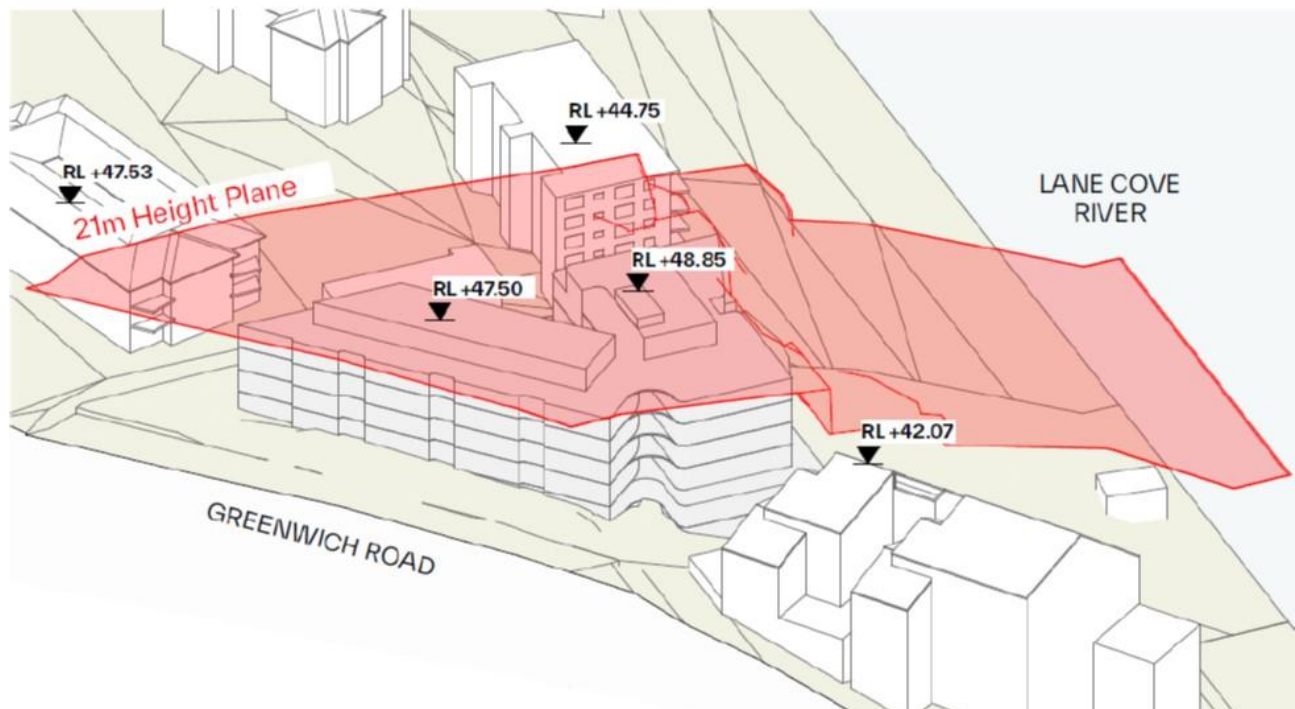 RL +44.75
RL +47.53
21m Height Plane
LANE COVE
RIVER
RL +48.85
RL +47.50
RL +42.07
GREENWICH ROAD